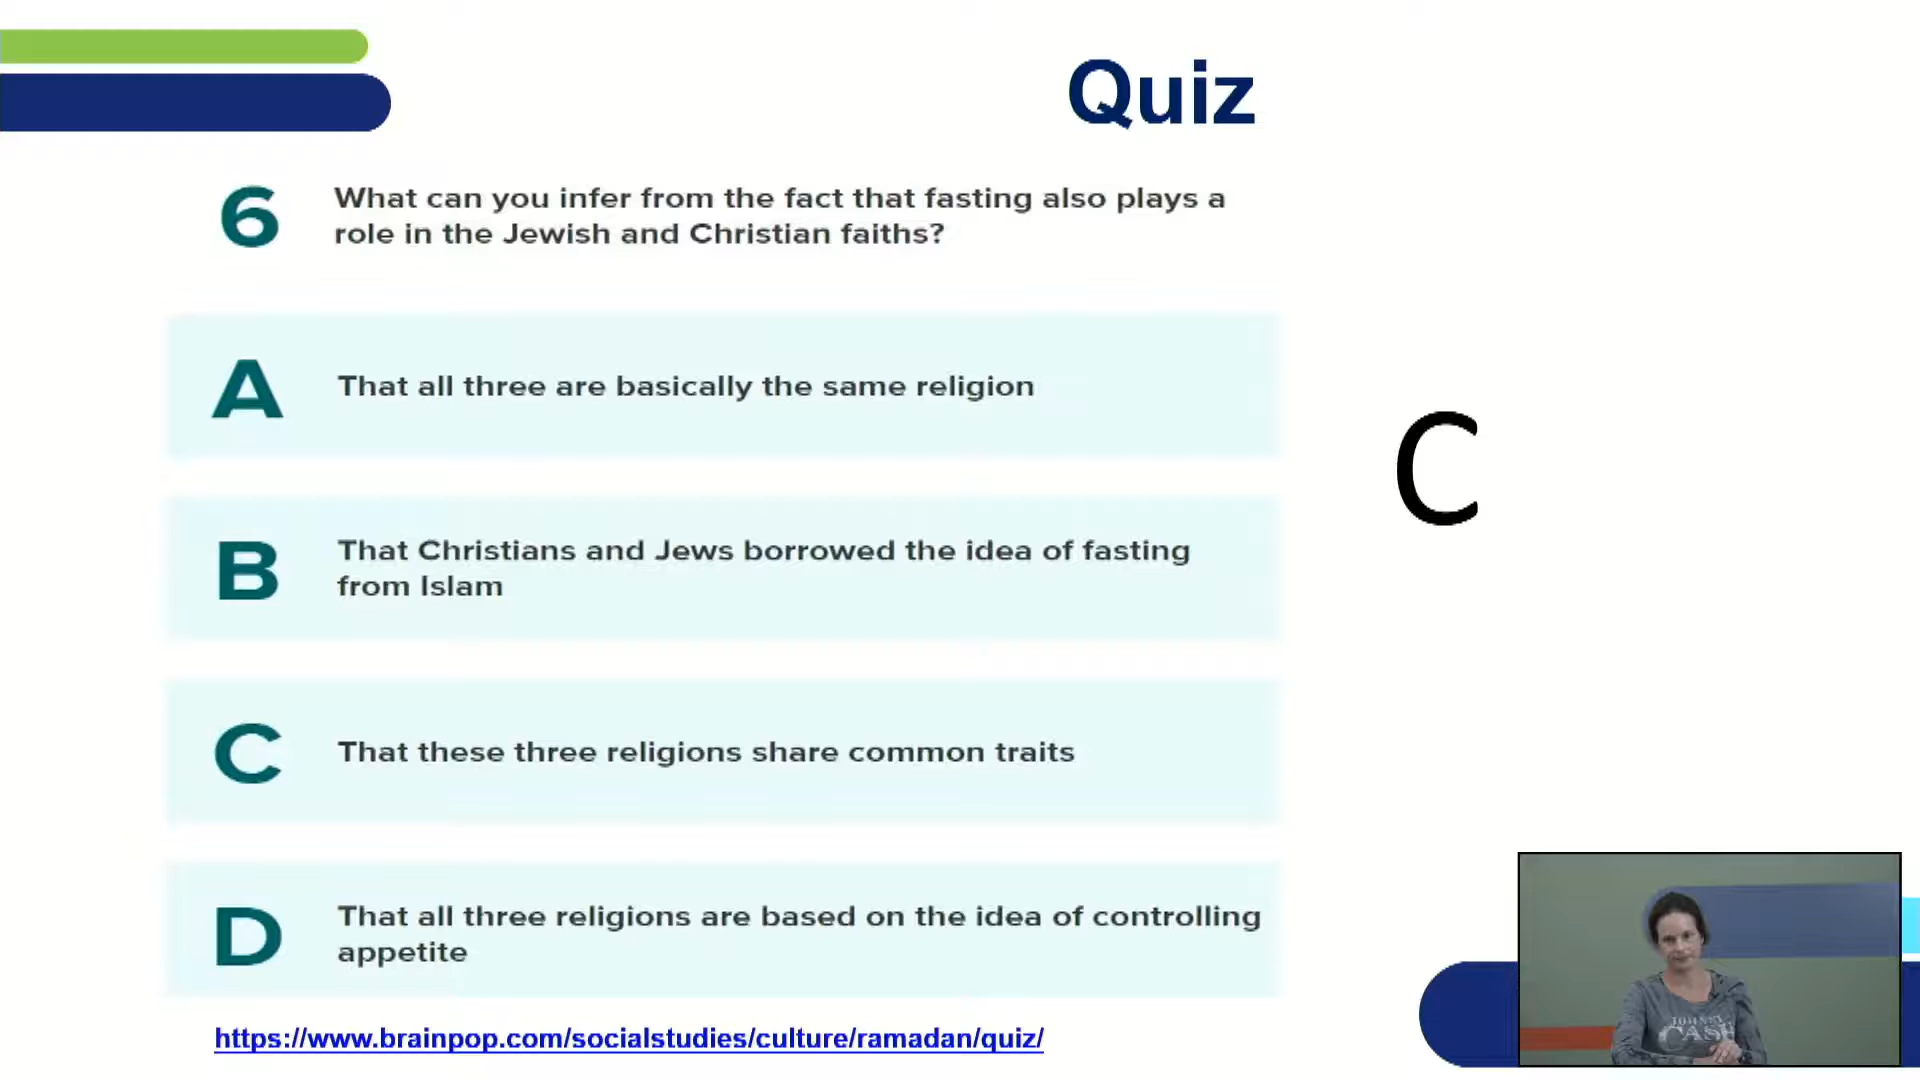 Quiz
6
What can you infer from the fact that fasting also plays a
role in the Jewish and Christian faiths?
A
That all three are basically the same religion
B
That Christians and Jews borrowed the idea of fasting
from Islam
C
That these three religions share common traits
D
That all three religions are based on the idea of controlling
appetite
C
https://www.brainpop.com/socialstudies/culture/ramadan/quiz/
JOHNNY
CASH